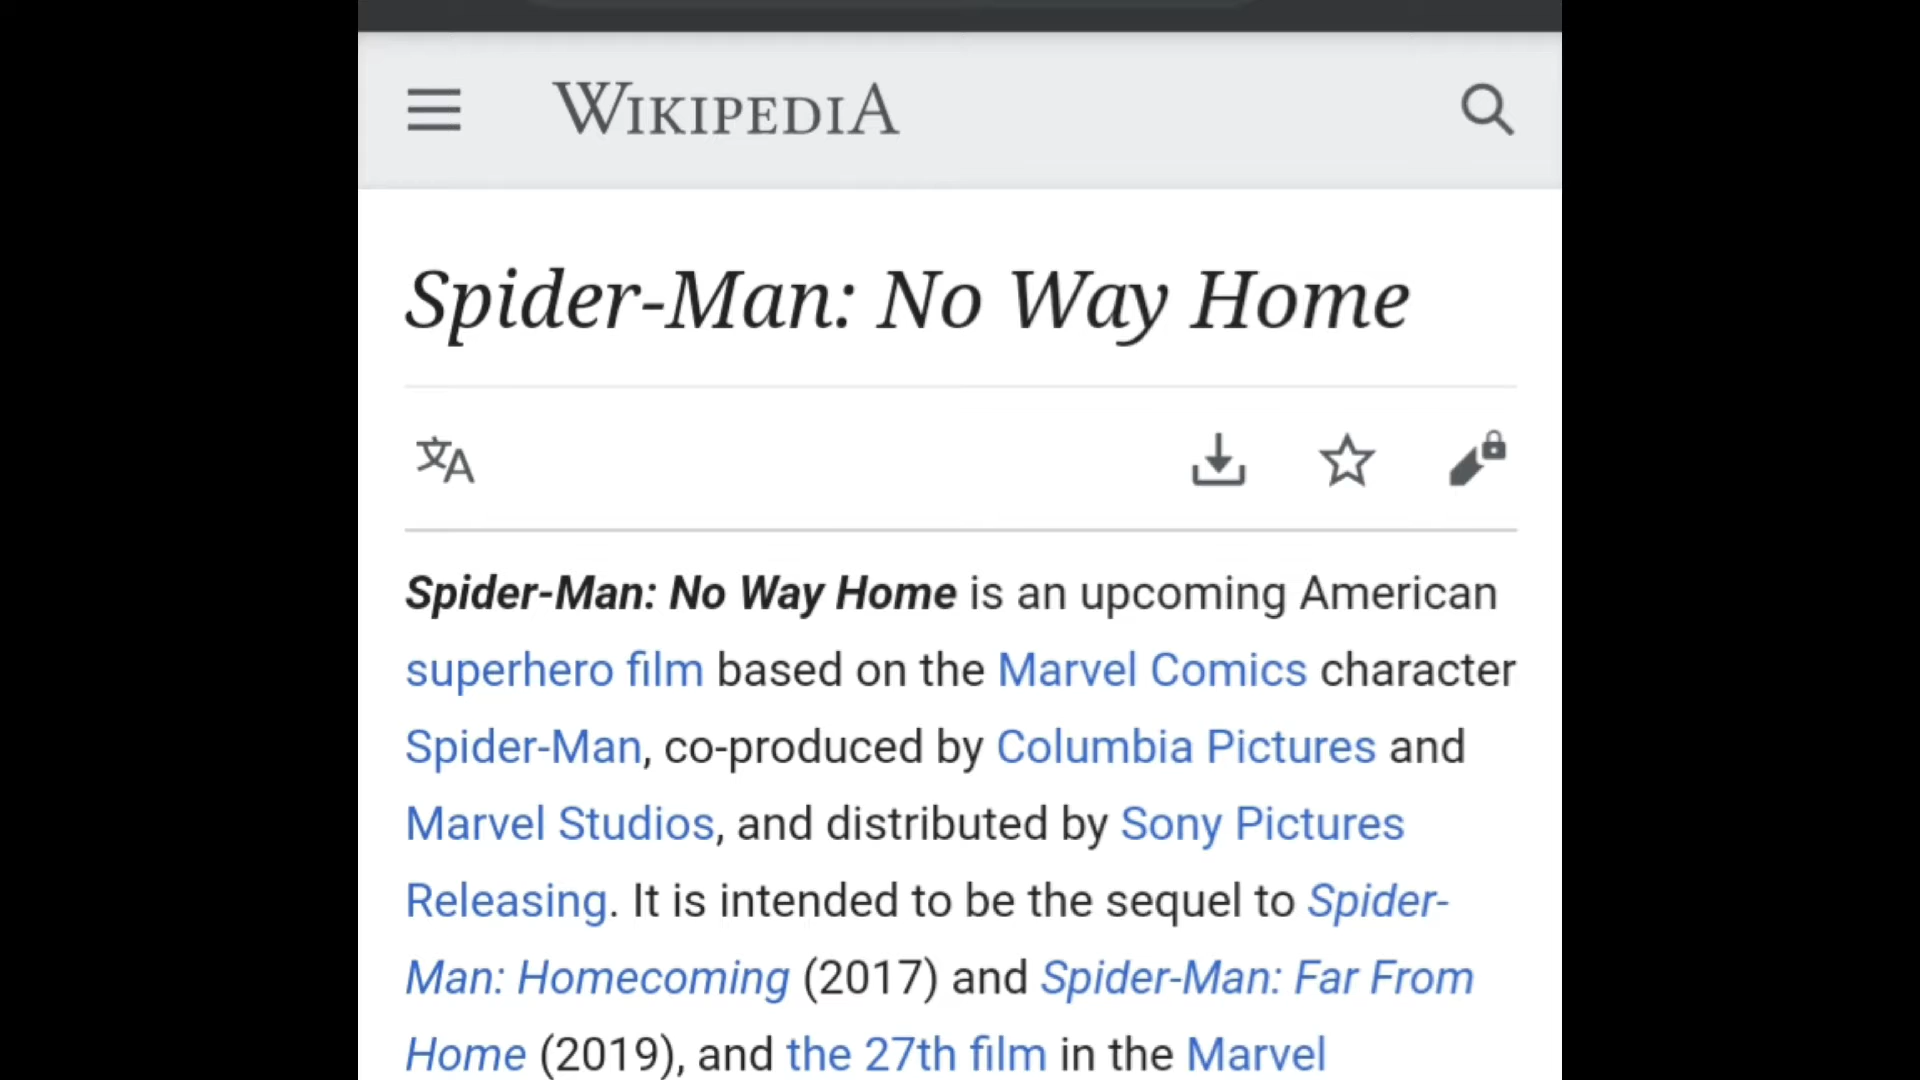 WIKIPEDIA
Spider-Man: No Way Home
文A
Spider-Man: No Way Home is an upcoming American
superhero film based on the Marvel Comics character
Spider-Man, co-produced by Columbia Pictures and
Marvel Studios, and distributed by Sony Pictures
Releasing. It is intended to be the sequel to Spider-
Man: Homecoming (2017) and Spider-Man: Far From
Home (2019), and the 27th film in the Marvel